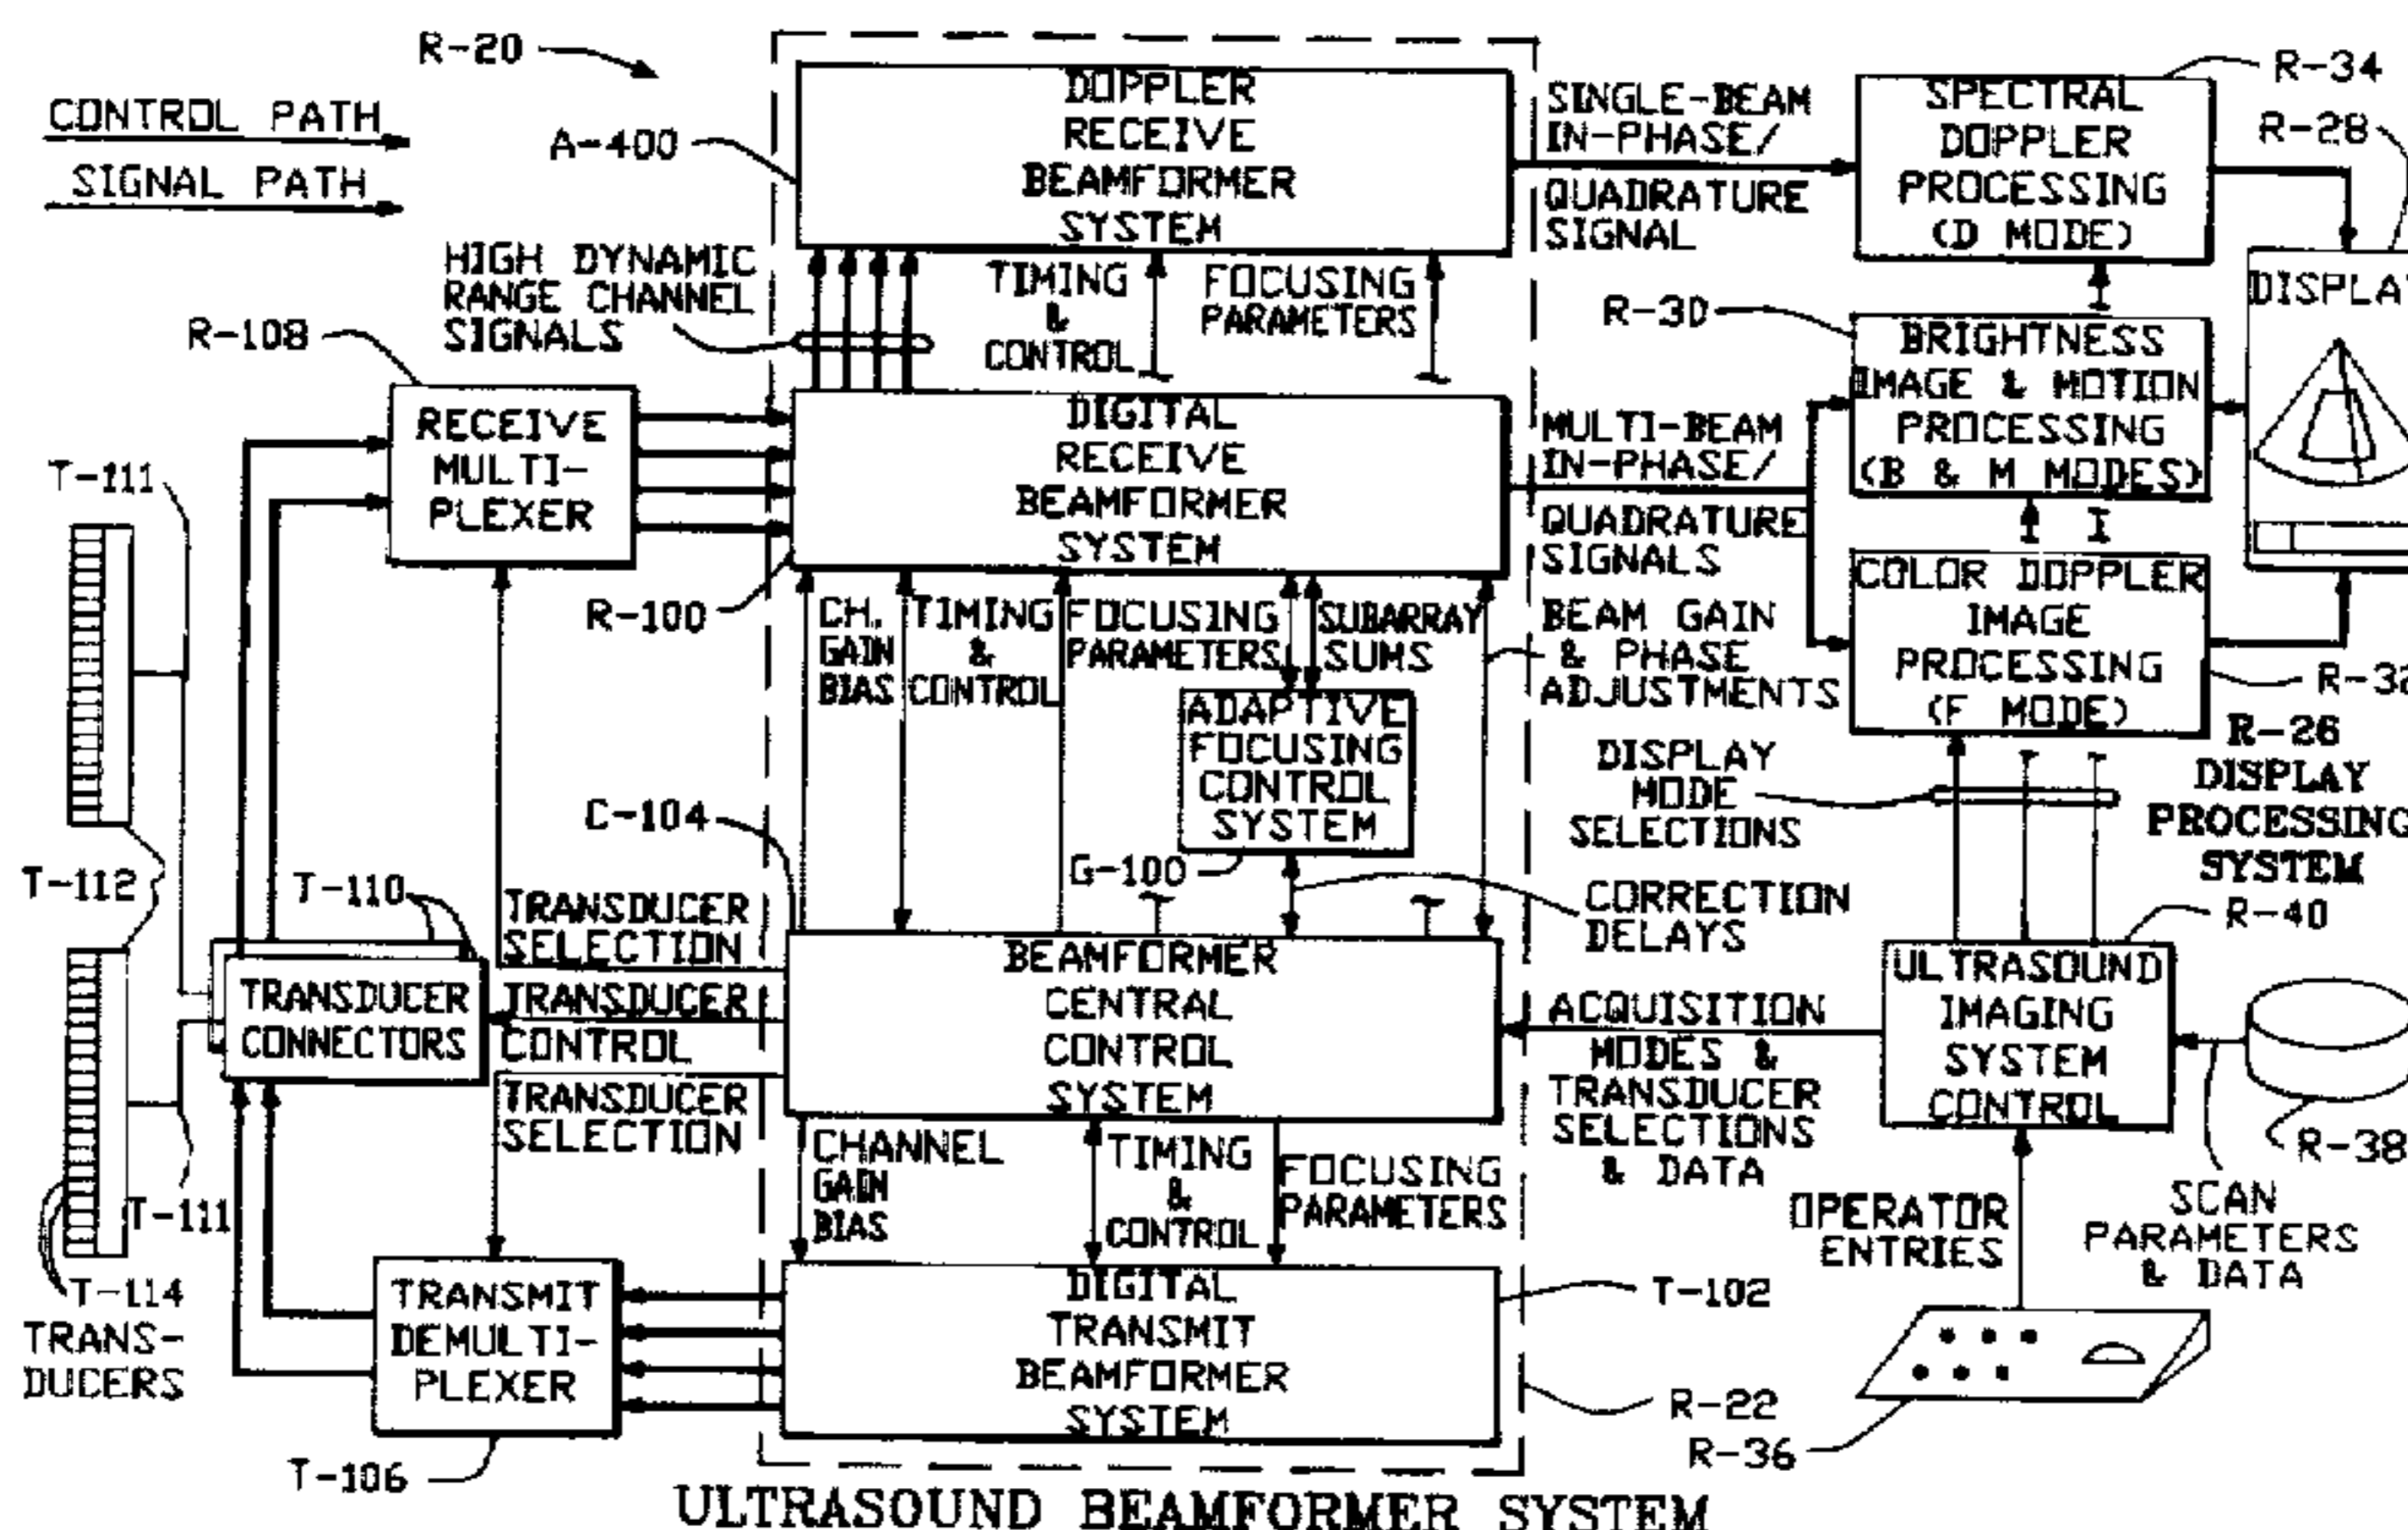 R-20
CONTROL PATH
SIGNAL PATH
A-400
DOPPLER
RECEIVE
BEAMFORMER
SYSTEM
SINGLE-BEAM
IN-PHASE/
QUADRATURE
SIGNAL
SPECTRAL
DOPPLER
PROCESSING
(D MODE)
R-34
R-28
HIGH DYNAMIC
RANGE CHANNEL
SIGNALS
TIMING
&
CONTROL
FOCUSING
PARAMETERS
R-108
RECEIVE
MULTI-
PLEXER
DIGITAL
RECEIVE
BEAMFORMER
SYSTEM
R-100
MULTI-BEAM
IN-PHASE/
QUADRATURE
SIGNALS
R-30
BRIGHTNESS
IMAGE & MOTION
PROCESSING
(B & M MODES)
DISPLAY
COLOR DOPPLER
IMAGE
PROCESSING
(F MODE)
R-32
R-26
DISPLAY
PROCESSING
SYSTEM
T-111
T-112
CH.
GAIN
BIAS
TIMING
&
CONTROL
FOCUSING
PARAMETERS
SUBARRAY
SUMS
BEAM GAIN
& PHASE
ADJUSTMENTS
ADAPTIVE
FOCUSING
CONTROL
SYSTEM
G-100
C-104
DISPLAY
MODE
SELECTIONS
CORRECTION
DELAYS
T-110
TRANSDUCER
SELECTION
TRANSDUCER
CONNECTORS
TRANSDUCER
CONTROL
TRANSDUCER
SELECTION
BEAMFORMER
CENTRAL
CONTROL
SYSTEM
ACQUISITION
MODES &
TRANSDUCER
SELECTIONS
& DATA
R-40
ULTRASOUND
IMAGING
SYSTEM
CONTROL
R-38
SCAN
PARAMETERS
& DATA
OPERATOR
ENTRIES
T-111
T-114
TRANS-
DUCERS
CHANNEL
GAIN
BIAS
TIMING
&
CONTROL
FOCUSING
PARAMETERS
TRANSMIT
DEMULTI-
PLEXER
T-106
DIGITAL
TRANSMIT
BEAMFORMER
SYSTEM
T-102
R-22
R-36
ULTRASOUND BEAMFORMER SYSTEM